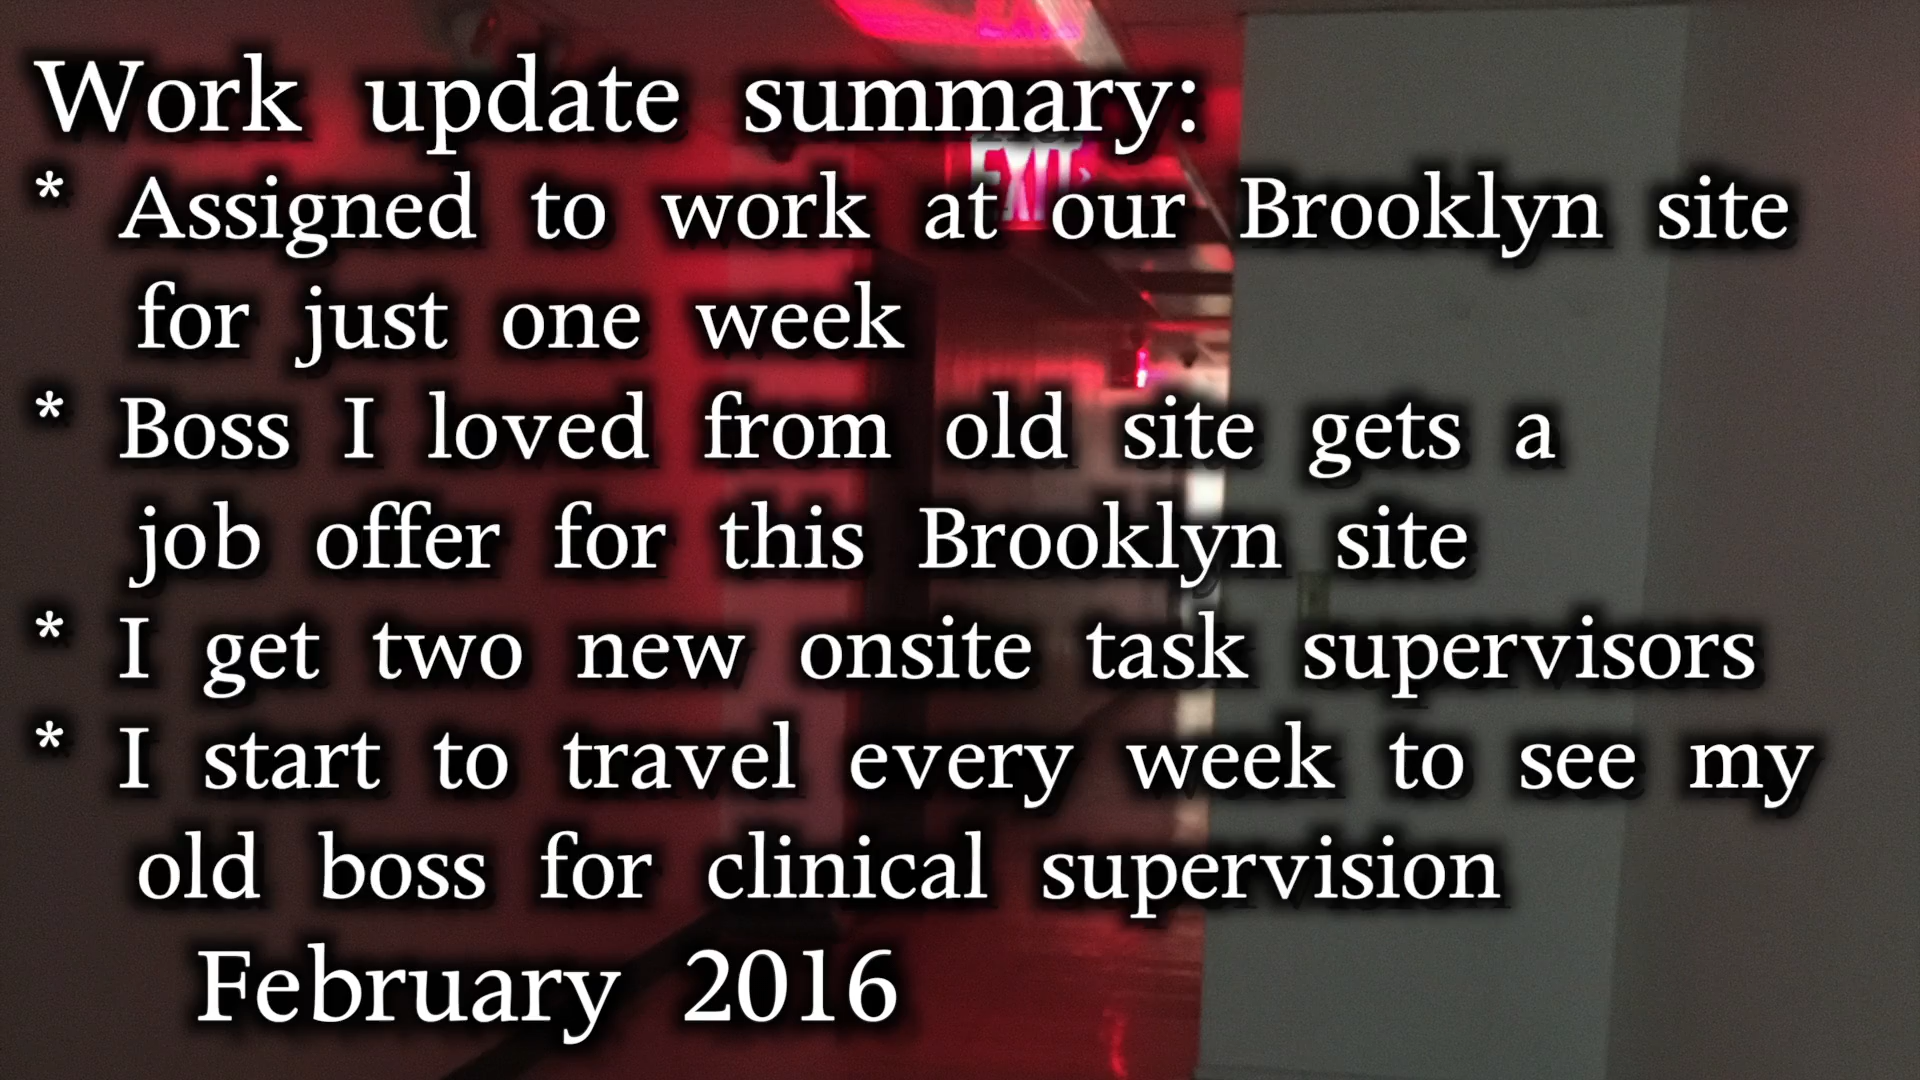 Work update summary:
* Assigned to work at our Brooklyn site
for just one week
* Boss I loved from old site gets a
job offer for this Brooklyn site
* I get two new onsite task supervisors
* I start to travel every week to see my
old boss for clinical supervision
February 2016
EXIT